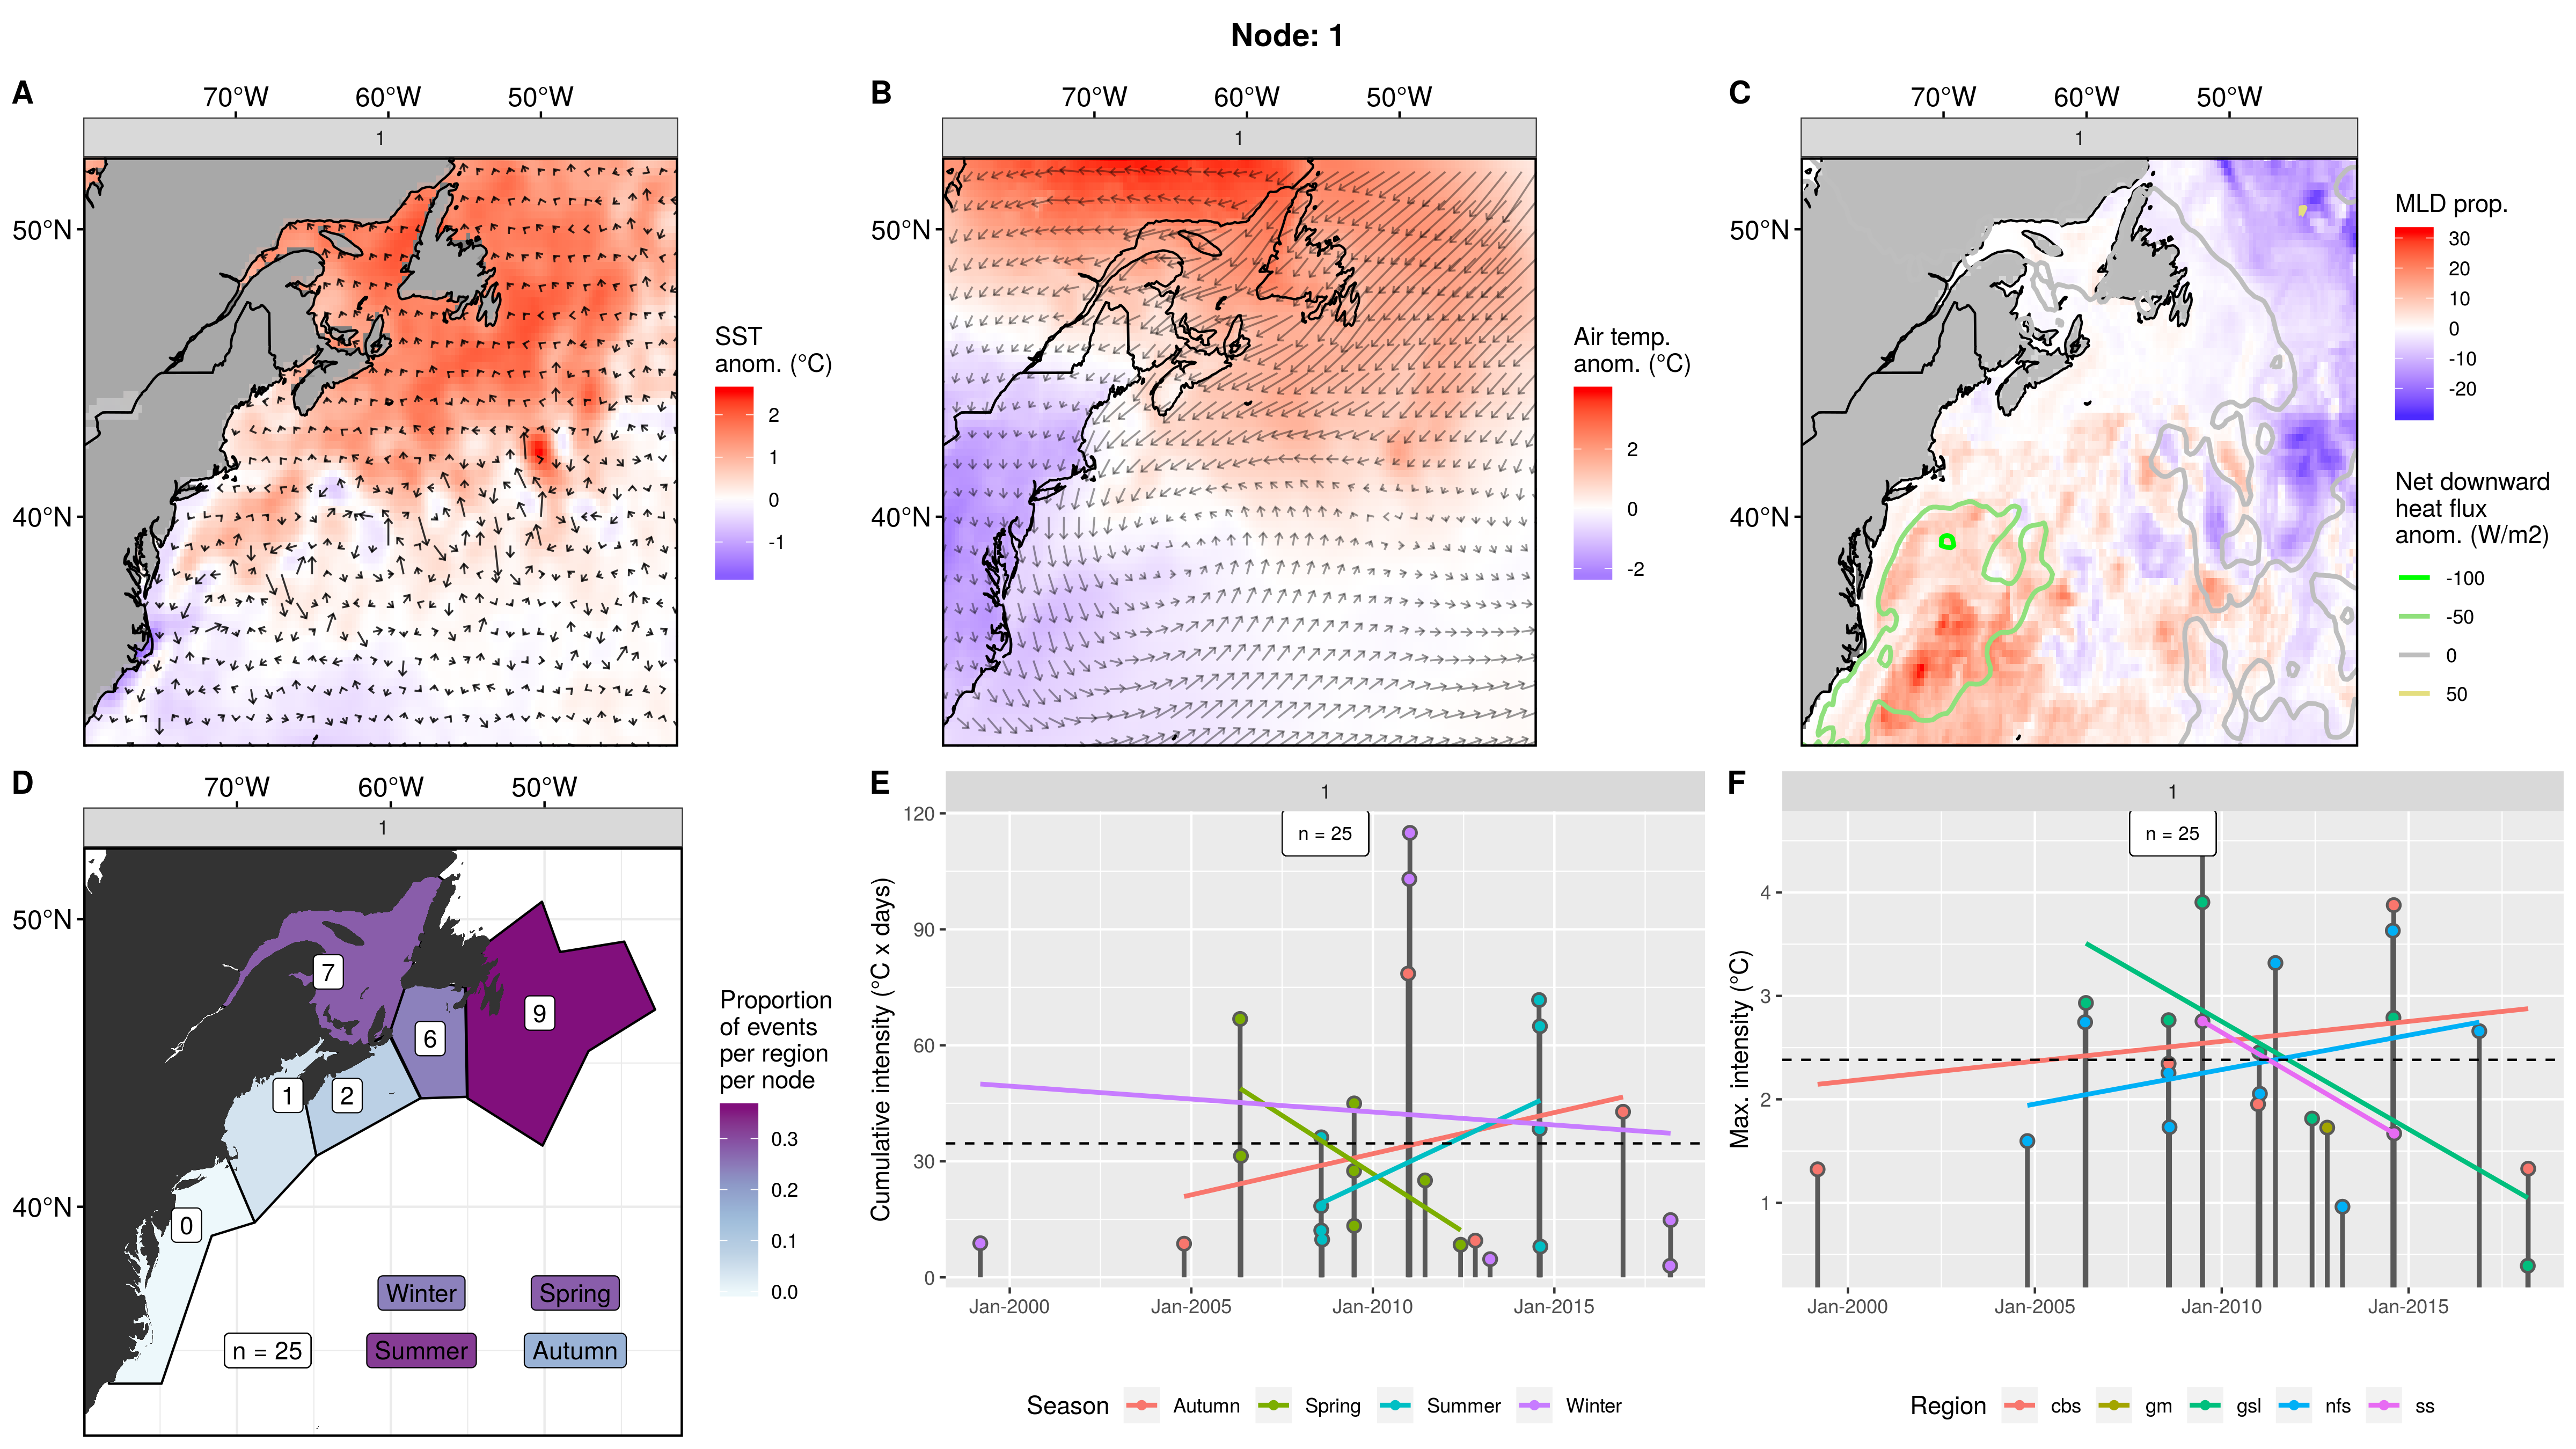 Node: 1
A
70°W 60°W 50°W
1
50°N
40°N
SST
anom. (°C)
2
1
0
-1
B
70°W 60°W 50°W
1
50°N
40°N
Air temp.
anom. (°C)
2
0
-2
C
70°W 60°W 50°W
1
50°N
40°N
MLD prop.
30
20
10
0
-10
-20
Net downward
heat flux
anom. (W/m2)
-100
-50
0
50
D
70°W 60°W 50°W
1
50°N
40°N
7
9
6
1
2
0
Winter
Spring
n = 25
Summer
Autumn
Proportion
of events
per region
per node
0.3
0.2
0.1
0.0
E
1
n = 25
Cumulative intensity (°C x days)
120
90
60
30
0
Jan-2000 Jan-2005 Jan-2010 Jan-2015
Season Autumn Spring Summer Winter
F
1
n = 25
Max. intensity (°C)
4
3
2
1
Jan-2000 Jan-2005 Jan-2010 Jan-2015
Region cbs gm gsl nfs ss